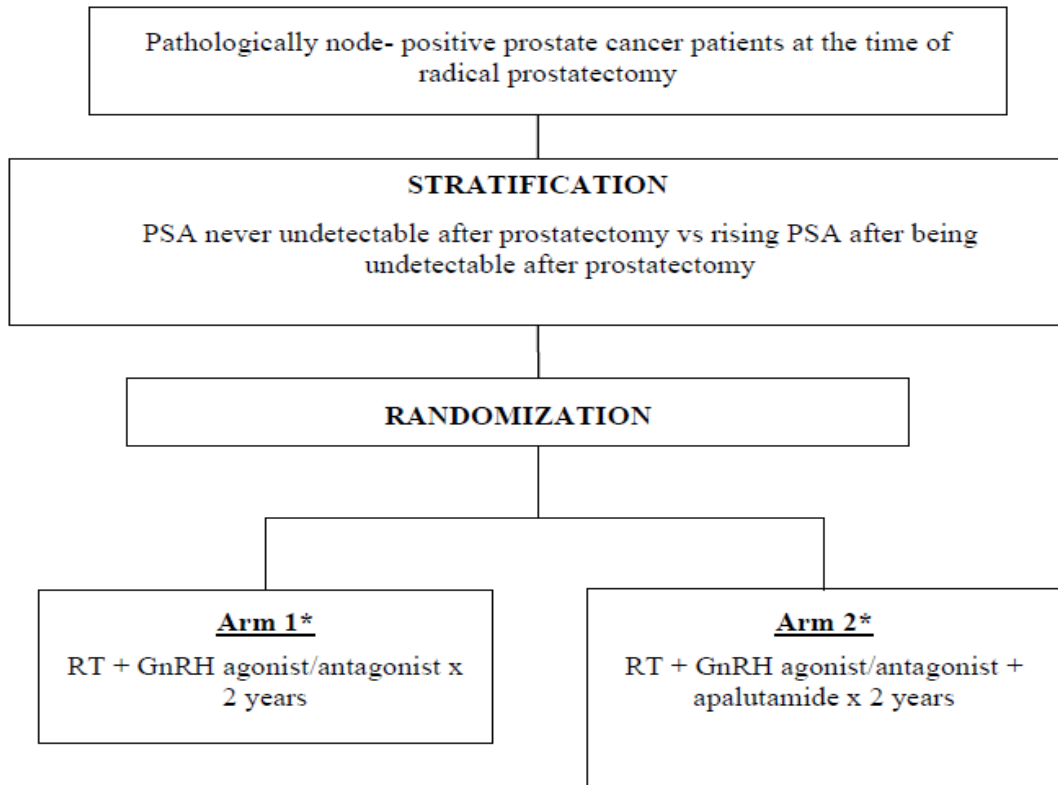 Pathologically node- positive prostate cancer patients at the time of
radical prostatectomy
STRATIFICATION
PSA never undetectable after prostatectomy vs rising PSA after being
undetectable after prostatectomy
RANDOMIZATION
Arm 1*
RT + GnRH agonist/antagonist x
2 years
Arm 2*
RT + GnRH agonist/antagonist +
apalutamide x 2 years